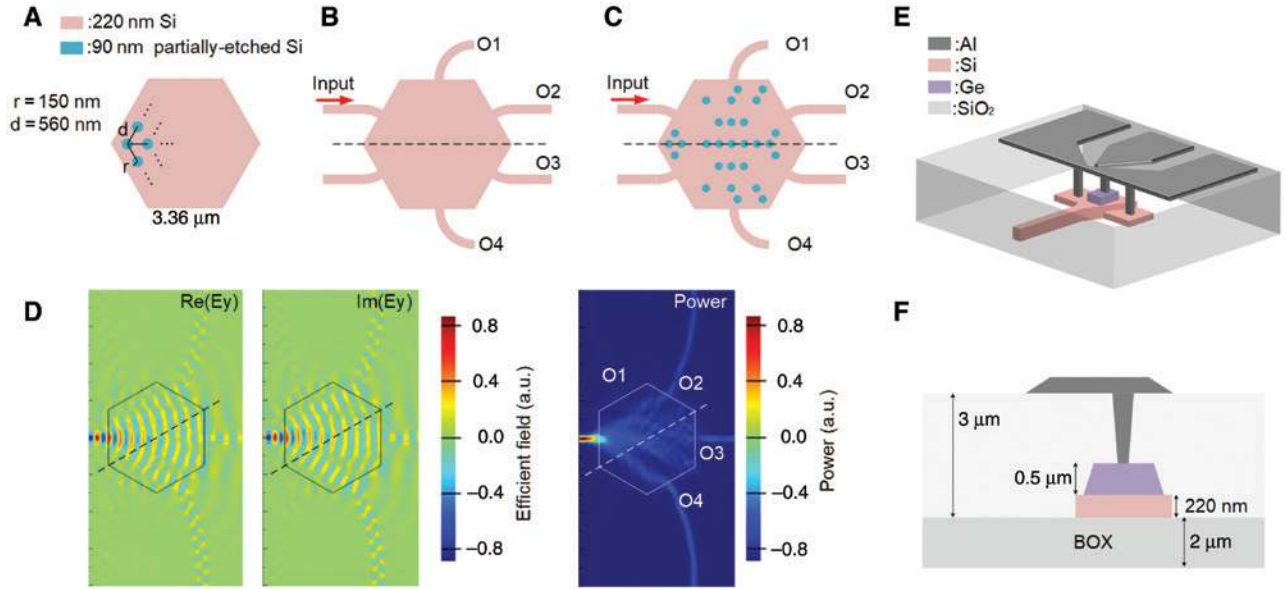 A
:220 nm Si
:90 nm partially-etched Si
r = 150 nm
d = 560 nm
d
r
3.36 μm
B
Input
O1
O2
O3
O4
C
Input
O1
O2
O3
O4
E
:Al
:Si
:Ge
:SiO₂
D
Re(Ey)
Im(Ey)
0.8
0.4
0.0
−0.4
−0.8
Efficient field (a.u.)
Power
O1
O2
O3
O4
0.8
0.4
0.0
−0.4
−0.8
Power (a.u.)
F
3 μm
0.5 μm
220 nm
BOX
2 μm